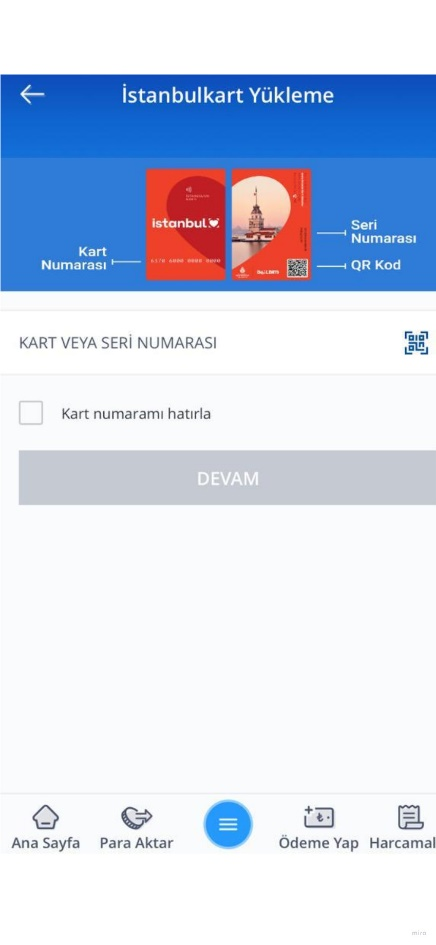 İstanbulkart Yükleme
istanbul
Kart
Numarası
Seri
Numarası
QR Kod
KART VEYA SERİ NUMARASI
Kart numaramı hatırla
DEVAM
Ana Sayfa
Para Aktar
Ödeme Yap
Harcamal